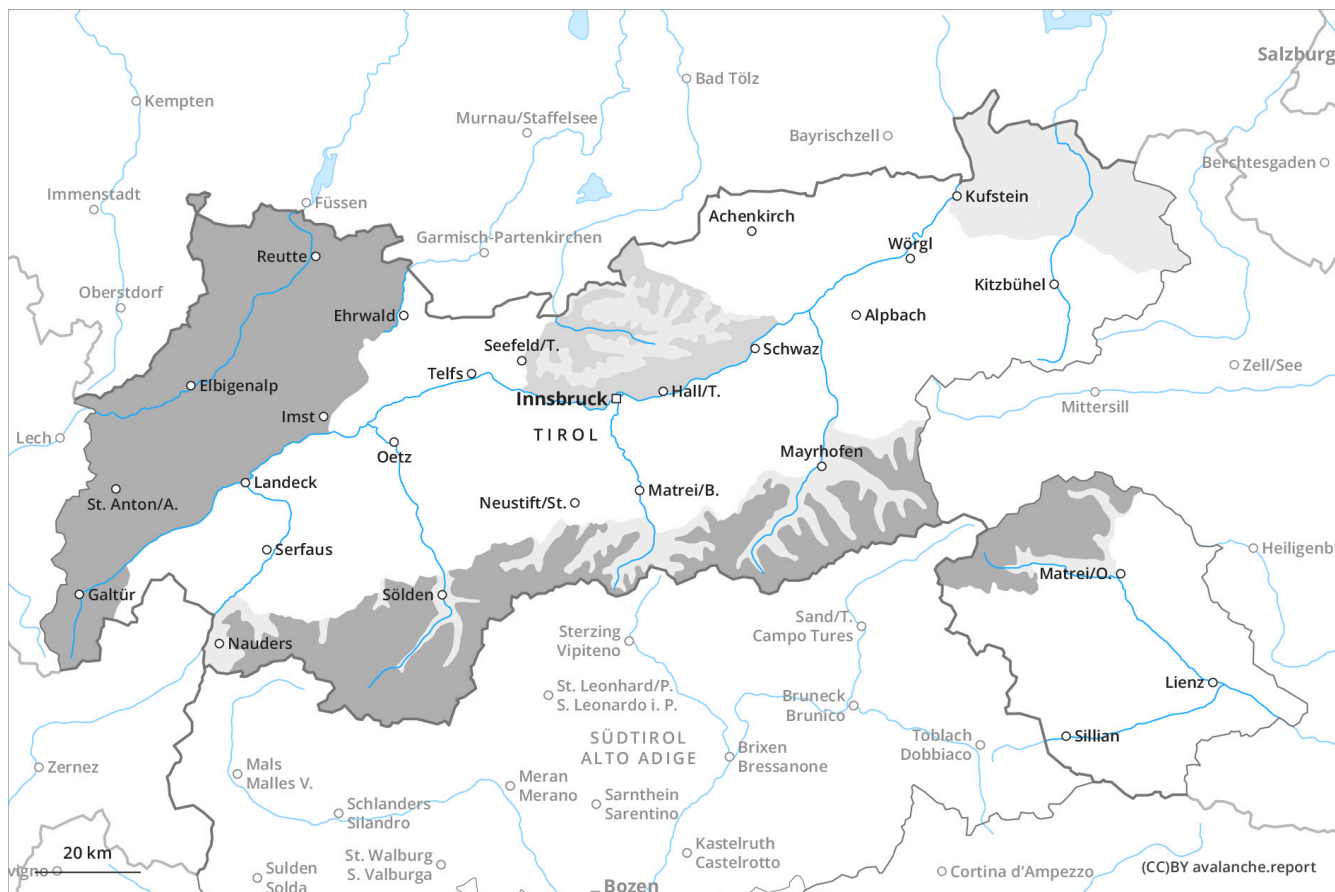 Salzburg
Bad Tölz
Kempten
Murnau/Staffelsee
Bayrischzell
Berchtesgaden
Immenstadt
Füssen
Kufstein
Achenkirch
Garmisch-Partenkirchen
Wörgl
Reutte
Kitzbühel
Oberstdorf
Ehrwald
Alpbach
Seefeld/T.
Schwaz
Zell/See
Telfs
Elbigenalp
Hall/T.
Innsbruck
Mittersill
Imst
TIROL
Lech
Oetz
Mayrhofen
Landeck
Matrei/B.
St. Anton/A.
Neustift/St.
Serfaus
Heiligenb
Matrei/O.
Galtür
Sölden
Sand/T.
Campo Tures
Sterzing
Vipiteno
Nauders
Lienz
St. Leonhard/P.
S. Leonardo i. P.
Bruneck
Brunico
Sillian
Toblach
Dobbiaco
SÜDTIROL
ALTO ADIGE
Brixen
Bressanone
Zernez
Mals
Malles V.
Meran
Merano
Schlanders
Silandro
Sarnthein
Sarentino
Kastelruth
Castelrotto
20 km
vigno
St. Walburg
S. Valburga
Sulden
Solda
Bozen
Cortina d'Ampezzo
(CC)BY avalanche.report